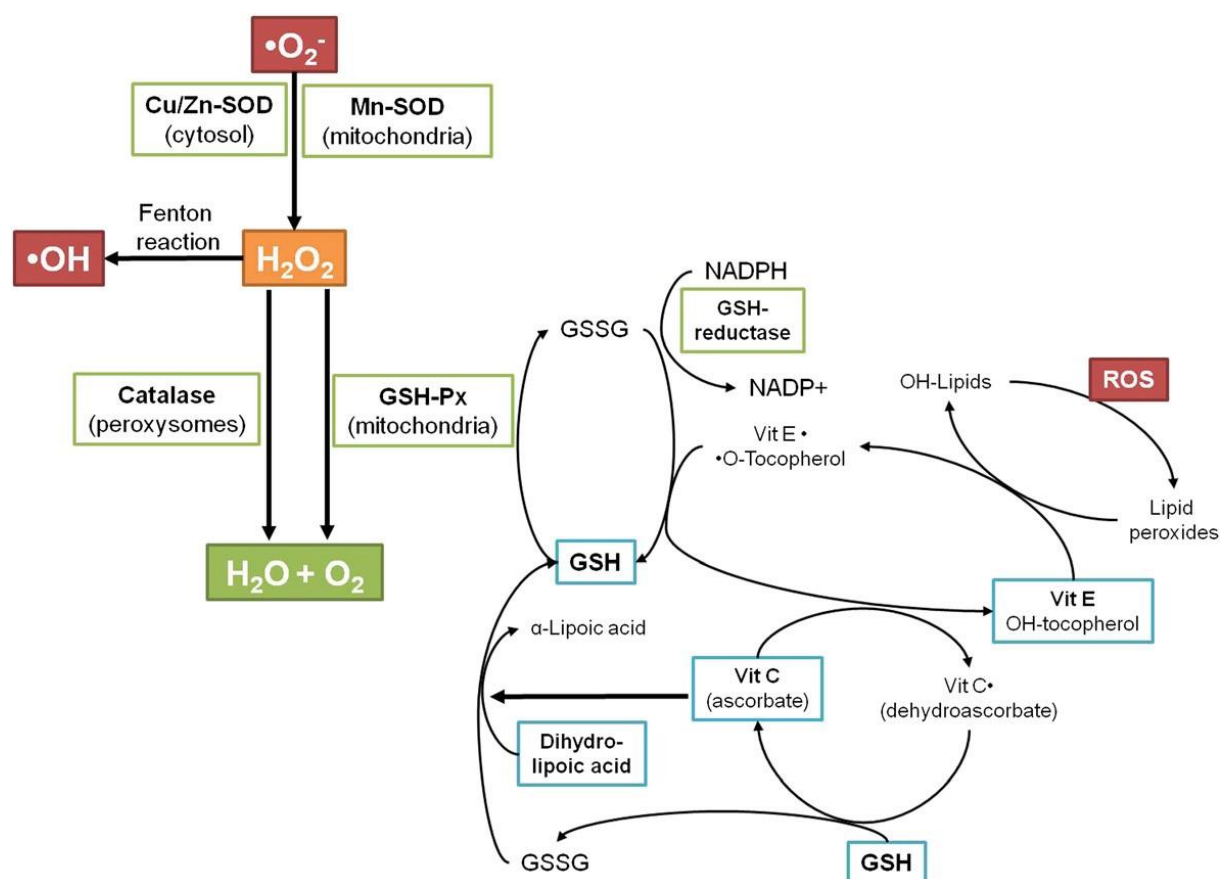 •O₂⁻
Cu/Zn-SOD
(cytosol)
Mn-SOD
(mitochondria)
Fenton
reaction
•OH
H₂O₂
Catalase
(peroxysomes)
GSH-Px
(mitochondria)
H₂O + O₂
GSSG
NADPH
GSH-
reductase
NADP+
Vit E •
•O-Tocopherol
OH-Lipids
ROS
Lipid
peroxides
GSH
Vit E
OH-tocopherol
α-Lipoic acid
Vit C
(ascorbate)
Vit C•
(dehydroascorbate)
Dihydro-
lipoic acid
GSSG
GSH